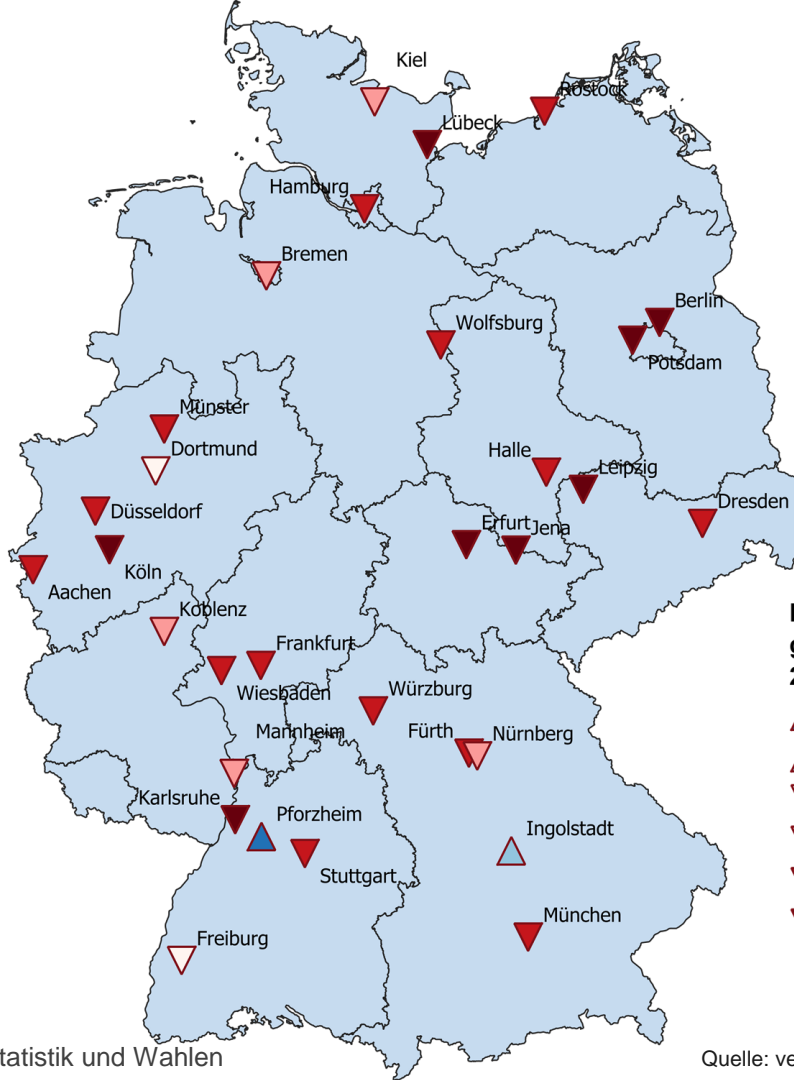 Kiel
Rostock
Lübeck
Hamburg
Bremen
Berlin
Wolfsburg
Potsdam
Münster
Dortmund
Halle
Leipzig
Dresden
Düsseldorf
Erfurt
Jena
Köln
Aachen
Koblenz
Frankfurt
Wiesbaden
Würzburg
Mannheim
Fürth
Nürnberg
Karlsruhe
Pforzheim
Ingolstadt
Stuttgart
München
Freiburg
tatistik und Wahlen
Quelle: ve